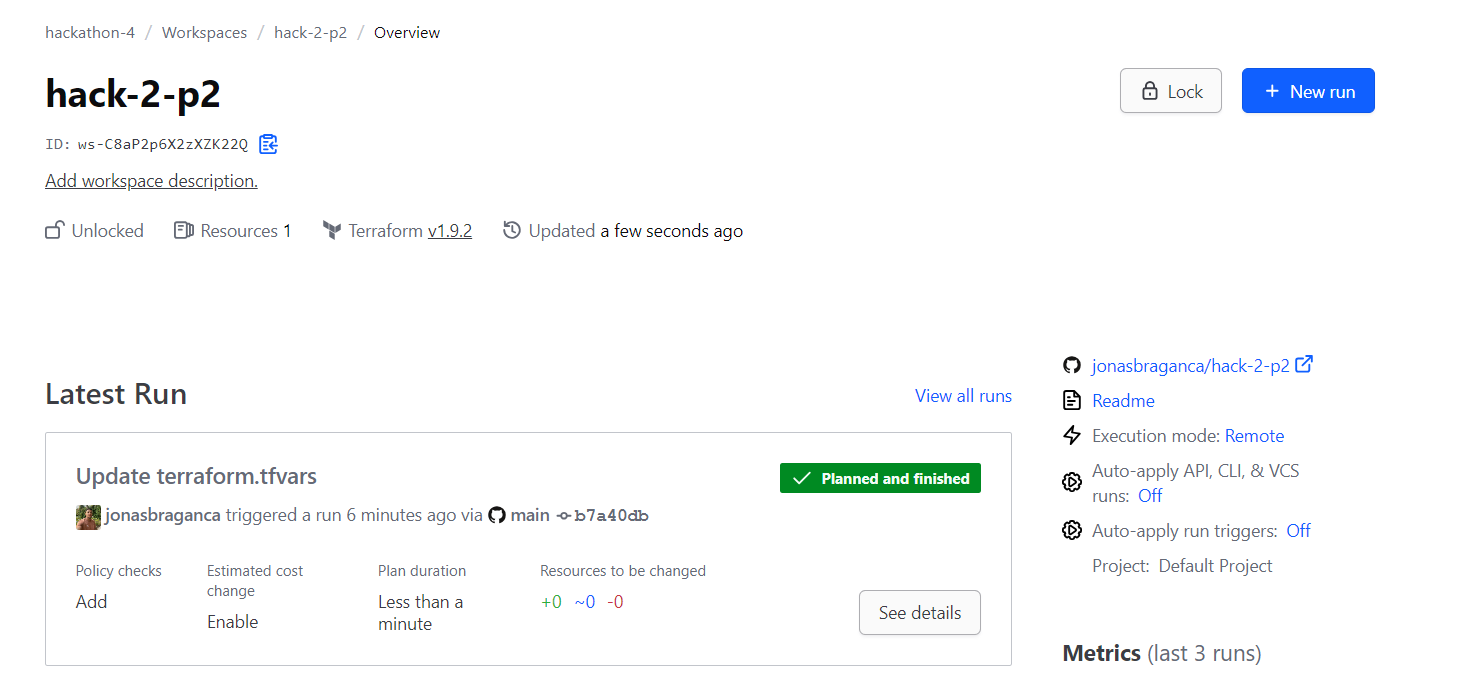 hackathon-4 / Workspaces / hack-2-p2 / Overview
hack-2-p2
Lock
+ New run
ID: ws-C8aP2p6X2zXZK22Q
Add workspace description.
Unlocked Resources 1 Terraform v1.9.2 Updated a few seconds ago
Latest Run
View all runs
Update terraform.tfvars
Planned and finished
jonasbraganca triggered a run 6 minutes ago via main b7a40db
Policy checks
Add
Estimated cost
change
Enable
Plan duration
Less than a
minute
Resources to be changed
+0 ~0 -0
See details
jonasbraganca/hack-2-p2
Readme
Execution mode: Remote
Auto-apply API, CLI, & VCS
runs: Off
Auto-apply run triggers: Off
Project: Default Project
Metrics (last 3 runs)